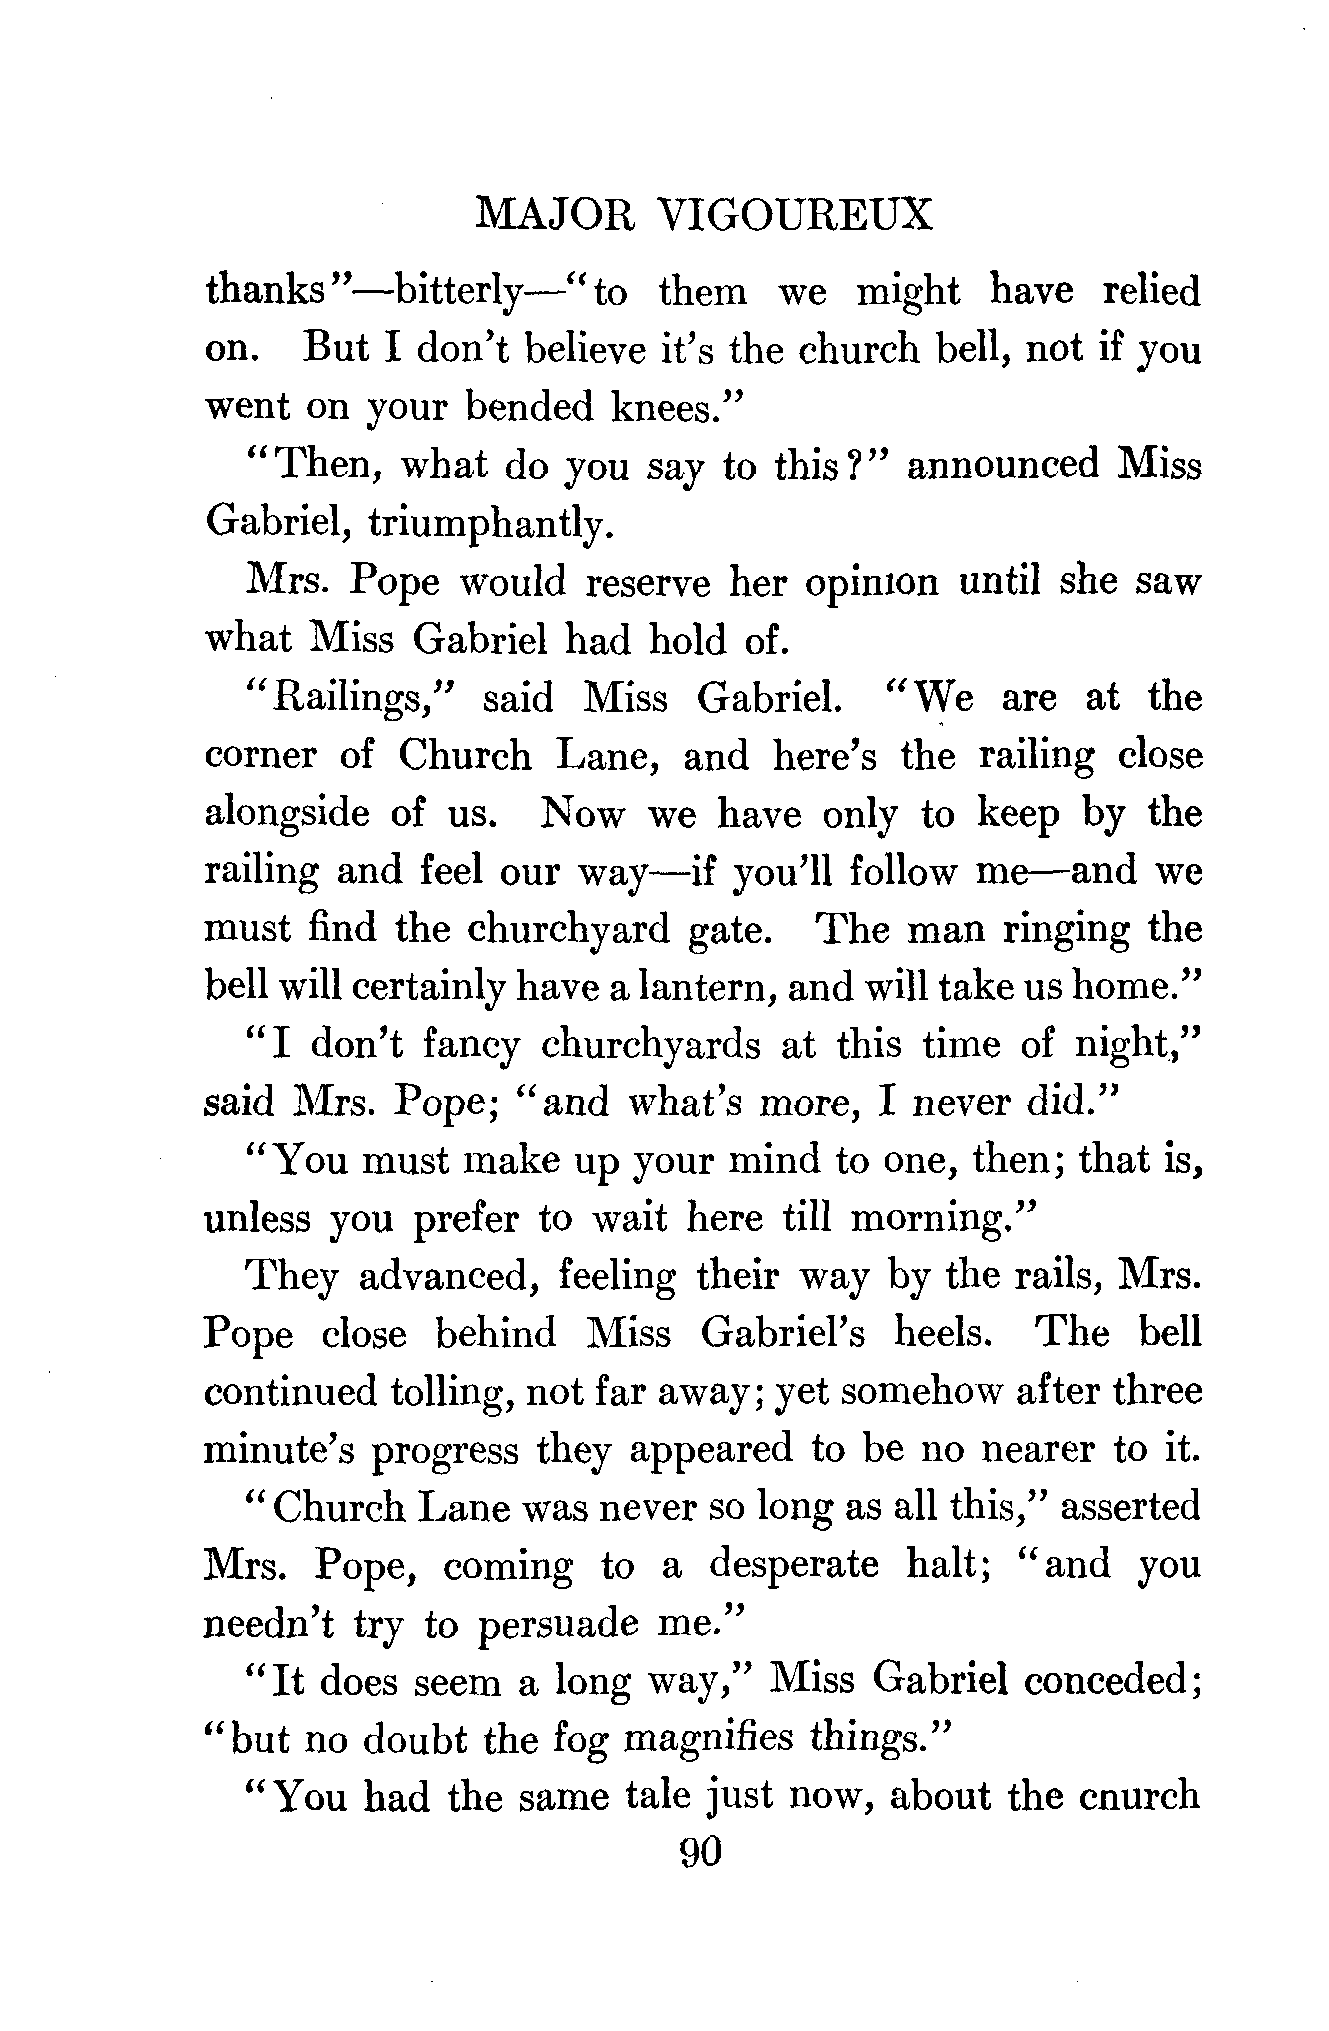 MAJOR VIGOUREUX
thanks"—bitterly—"to them we might have relied
on. But I don't believe it's the church bell, not if you
went on your bended knees."
"Then, what do you say to this?" announced Miss
Gabriel, triumphantly.
Mrs. Pope would reserve her opinion until she saw
what Miss Gabriel had hold of.
"Railings," said Miss Gabriel. "We are at the
corner of Church Lane, and here's the railing close
alongside of us. Now we have only to keep by the
railing and feel our way—if you'll follow me—and we
must find the churchyard gate. The man ringing the
bell will certainly have a lantern, and will take us home."
"I don't fancy churchyards at this time of night,"
said Mrs. Pope; "and what's more, I never did."
"You must make up your mind to one, then; that is,
unless you prefer to wait here till morning."
They advanced, feeling their way by the rails, Mrs.
Pope close behind Miss Gabriel's heels. The bell
continued tolling, not far away; yet somehow after three
minute's progress they appeared to be no nearer to it.
"Church Lane was never so long as all this," asserted
Mrs. Pope, coming to a desperate halt; "and you
needn't try to persuade me."
"It does seem a long way," Miss Gabriel conceded;
"but no doubt the fog magnifies things."
"You had the same tale just now, about the church
90